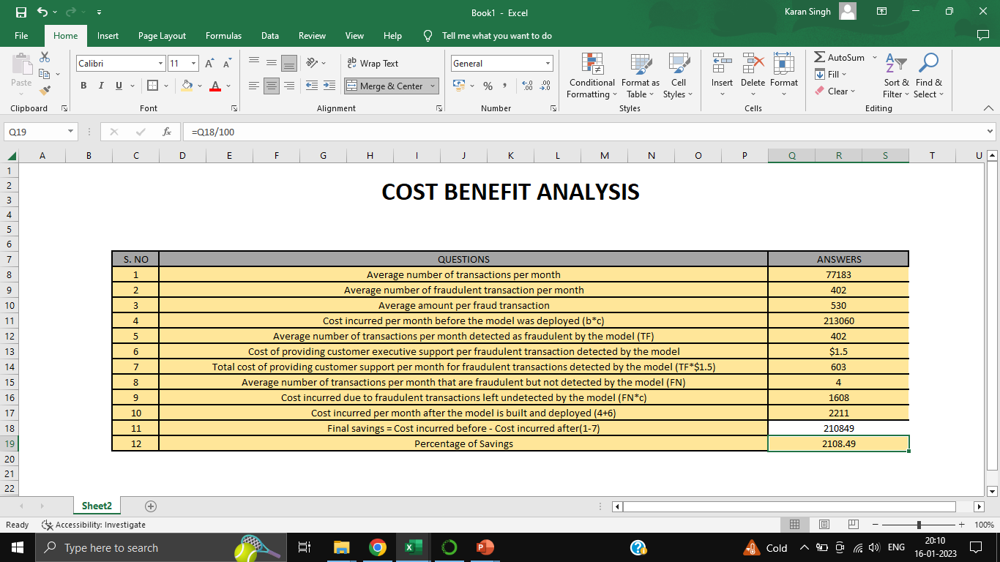 Book1 - Excel
Karan Singh
File Home Insert Page Layout Formulas Data Review View Help Tell me what you want to do
Paste
Clipboard
Calibri 11 A A
B I U A
Font
ab Wrap Text
Merge & Center
Alignment
General
% ,
Number
Conditional Formatting
Format as Table
Cell Styles
Styles
Insert Delete Format
Cells
AutoSum
Fill
Clear
Sort & Filter
Find & Select
Editing
Q19 fx =Q18/100
A B C D E F G H I J K L M N O P Q R S T U
1
2
3
COST BENEFIT ANALYSIS
4
5
6
7 S. NO QUESTIONS ANSWERS
8 1 Average number of transactions per month 77183
9 2 Average number of fraudulent transaction per month 402
10 3 Average amount per fraud transaction 530
11 4 Cost incurred per month before the model was deployed (b*c) 213060
12 5 Average number of transactions per month detected as fraudulent by the model (TF) 402
13 6 Cost of providing customer executive support per fraudulent transaction detected by the model $1.5
14 7 Total cost of providing customer support per month for fraudulent transactions detected by the model (TF*$1.5) 603
15 8 Average number of transactions per month that are fraudulent but not detected by the model (FN) 4
16 9 Cost incurred due to fraudulent transactions left undetected by the model (FN*c) 1608
17 10 Cost incurred per month after the model is built and deployed (4+6) 2211
18 11 Final savings = Cost incurred before - Cost incurred after(1-7) 210849
19 12 Percentage of Savings 2108.49
20
21
22
Sheet2
Ready Accessibility: Investigate 100%
Type here to search
Cold ENG 20:10
16-01-2023